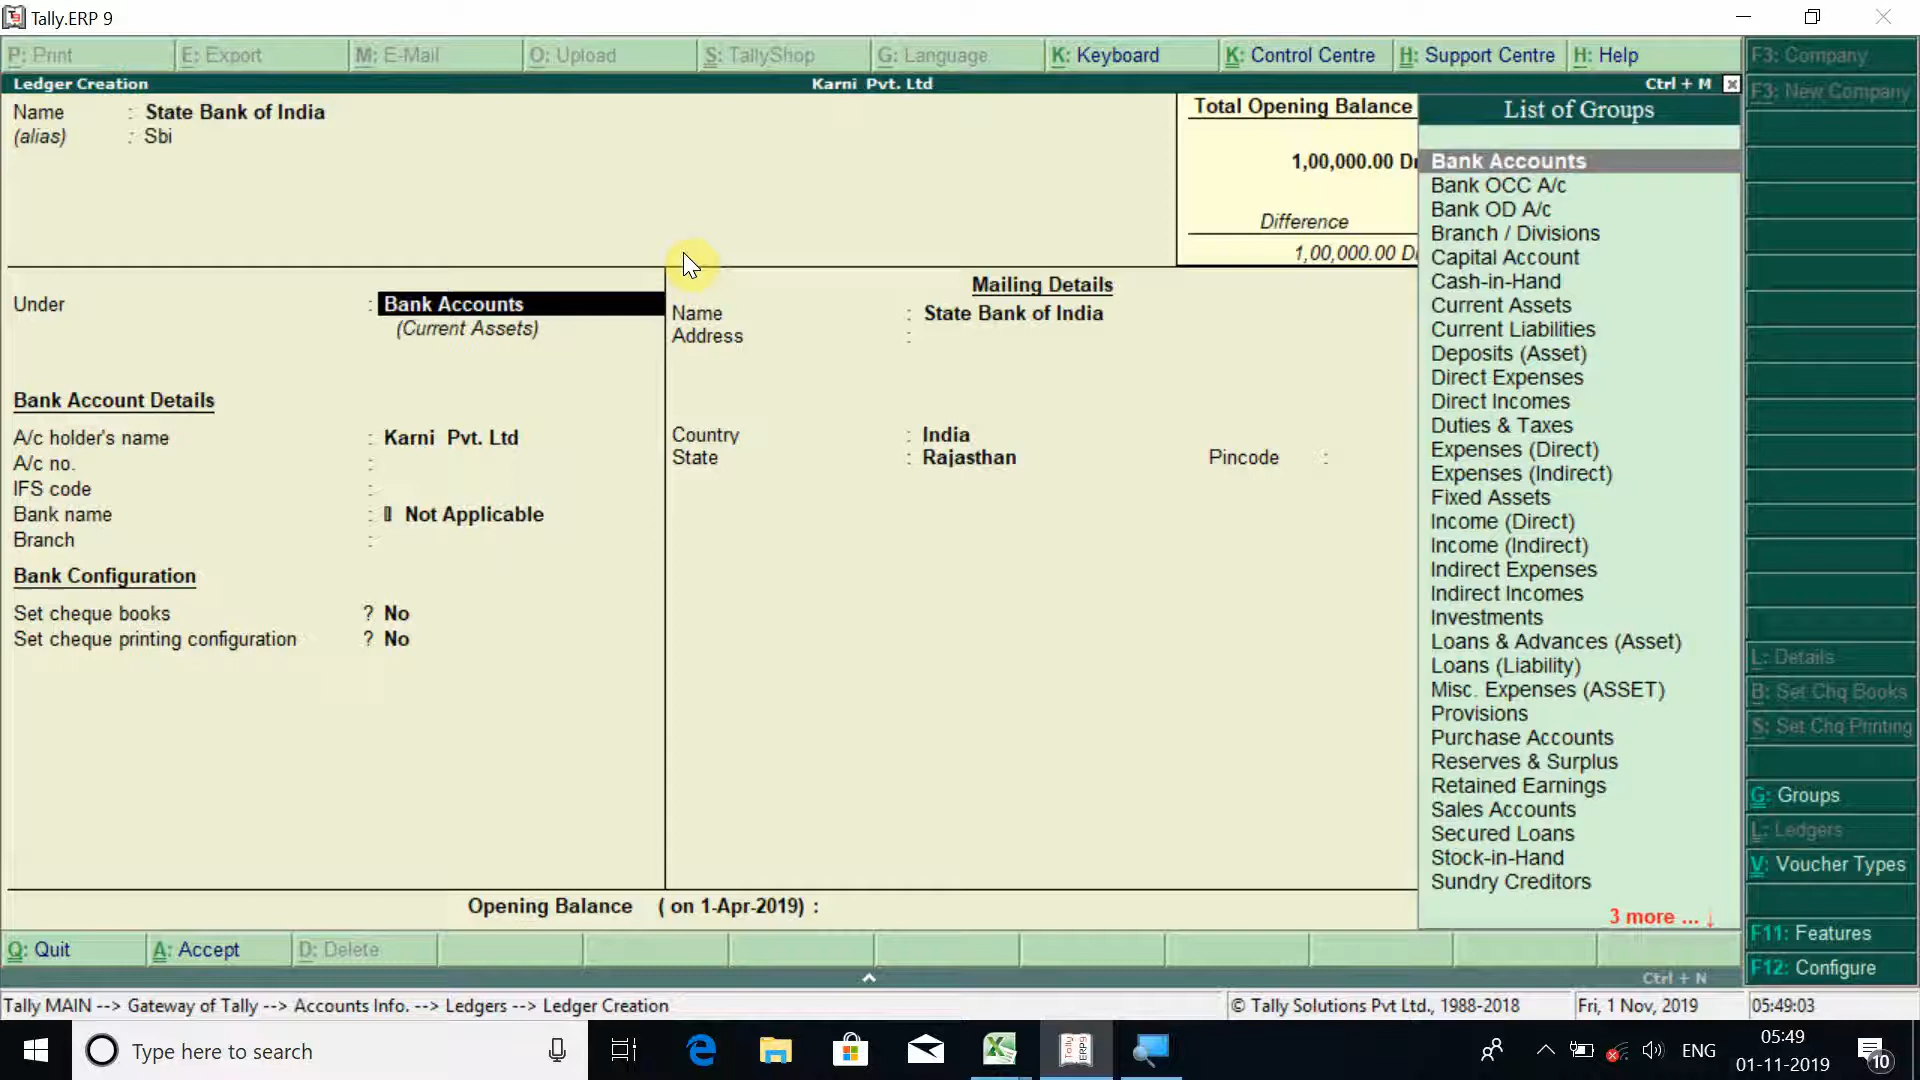 Tally.ERP 9
P: Print E: Export M: E-Mail O: Upload S: TallyShop G: Language K: Keyboard K: Control Centre H: Support Centre H: Help
F3: Company
F3: New Company
Ledger Creation Karni Pvt. Ltd Ctrl + M
Name : State Bank of India
(alias) : Sbi
Total Opening Balance
1,00,000.00 Dr
Difference
1,00,000.00 D
Under : Bank Accounts
(Current Assets)
Bank Account Details
A/c holder's name : Karni Pvt. Ltd
A/c no. :
IFS code :
Bank name : Not Applicable
Branch :
Bank Configuration
Set cheque books ? No
Set cheque printing configuration ? No
Mailing Details
Name : State Bank of India
Address :
Country : India
State : Rajasthan Pincode :
Opening Balance ( on 1-Apr-2019) :
List of Groups
Bank Accounts
Bank OCC A/c
Bank OD A/c
Branch / Divisions
Capital Account
Cash-in-Hand
Current Assets
Current Liabilities
Deposits (Asset)
Direct Expenses
Direct Incomes
Duties & Taxes
Expenses (Direct)
Expenses (Indirect)
Fixed Assets
Income (Direct)
Income (Indirect)
Indirect Expenses
Indirect Incomes
Investments
Loans & Advances (Asset)
Loans (Liability)
Misc. Expenses (ASSET)
Provisions
Purchase Accounts
Reserves & Surplus
Retained Earnings
Sales Accounts
Secured Loans
Stock-in-Hand
Sundry Creditors
3 more ... ↓
L: Details
B: Set Chq Books
S: Set Chq Printing
G: Groups
L: Ledgers
V: Voucher Types
F11: Features
F12: Configure
Q: Quit A: Accept D: Delete
Ctrl + N
Tally MAIN --> Gateway of Tally --> Accounts Info. --> Ledgers --> Ledger Creation © Tally Solutions Pvt Ltd., 1988-2018 Fri, 1 Nov, 2019 05:49:03
Type here to search
Tally ERP9
ENG
05:49
01-11-2019
10